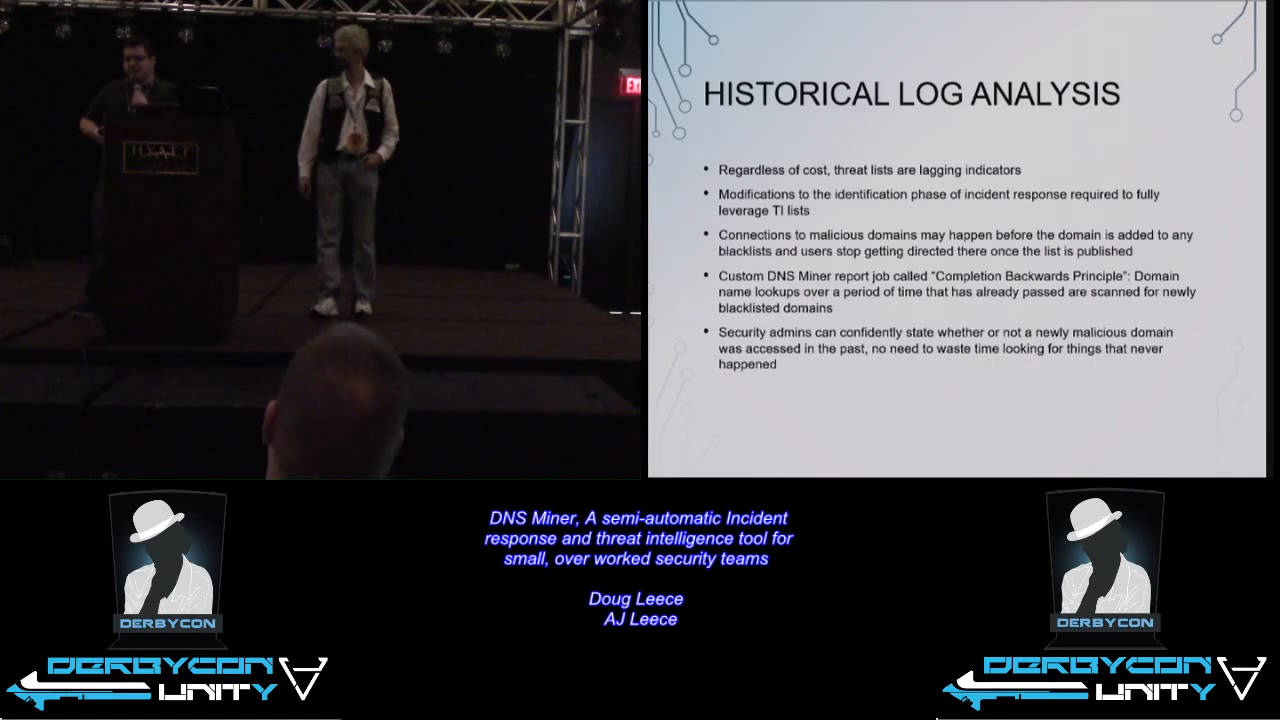 HYATT
EXI
HISTORICAL LOG ANALYSIS
• Regardless of cost, threat lists are lagging indicators
• Modifications to the identification phase of incident response required to fully
leverage TI lists
• Connections to malicious domains may happen before the domain is added to any
blacklists and users stop getting directed there once the list is published
• Custom DNS Miner report job called “Completion Backwards Principle”: Domain
name lookups over a period of time that has already passed are scanned for newly
blacklisted domains
• Security admins can confidently state whether or not a newly malicious domain
was accessed in the past, no need to waste time looking for things that never
happened
DNS Miner, A semi-automatic Incident
response and threat intelligence tool for
small, over worked security teams
Doug Leece
AJ Leece
DERBYCON
DERBYCON
UNITY
DERBYCON
DERBYCON
UNITY